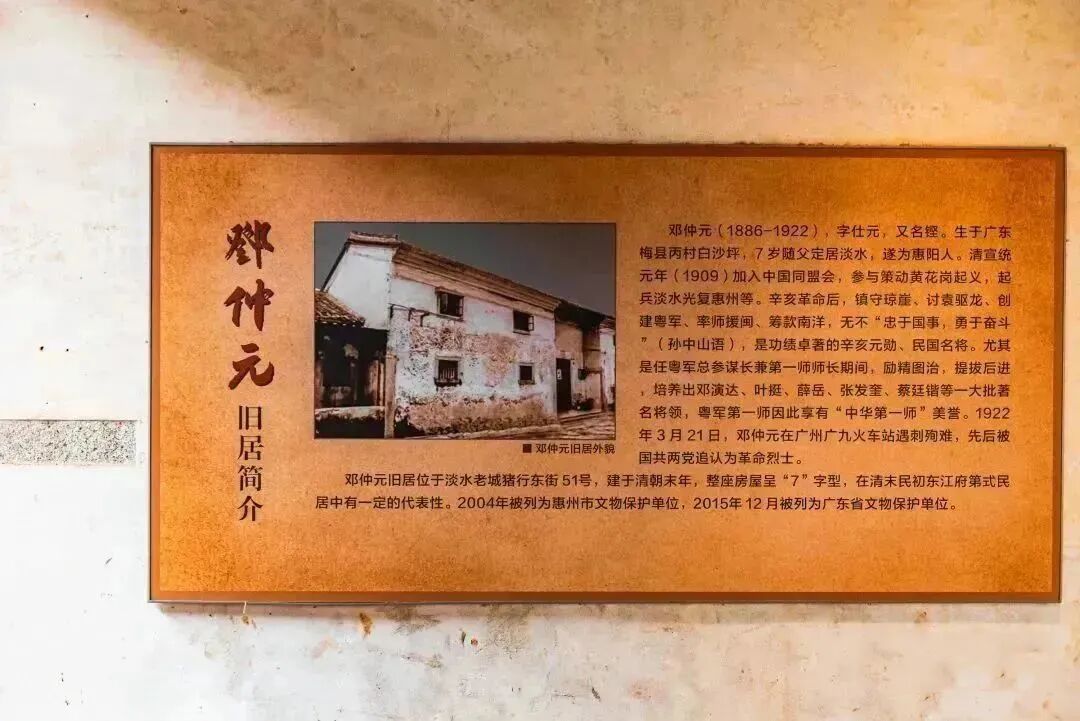 鄧仲元
旧居简介
邓仲元（1886-1922），字仕元，又名铿。生于广东
梅县丙村白沙坪，7岁随父定居淡水，遂为惠阳人。清宣统
元年（1909）加入中国同盟会，参与策动黄花岗起义，起
兵淡水光复惠州等。辛亥革命后，镇守琼崖、讨袁驱龙、创
建粤军、率师援闽、筹款南洋，无不“忠于国事，勇于奋斗
”（孙中山语），是功绩卓著的辛亥元勋、民国名将。尤其
是任粤军总参谋长兼第一师师长期间，励精图治，提拔后进
，培养出邓演达、叶挺、薛岳、张发奎、蔡廷锴等一大批著
名将领，粤军第一师因此享有“中华第一师”美誉。1922
年3月21日，邓仲元在广州广九火车站遇刺殉难，先后被
国共两党追认为革命烈士。
■ 邓仲元旧居外貌
邓仲元旧居位于淡水老城猪行东街51号，建于清朝末年，整座房屋呈“7”字型，在清末民初东江府第式民
居中有一定的代表性。2004年被列为惠州市文物保护单位，2015年12月被列为广东省文物保护单位。